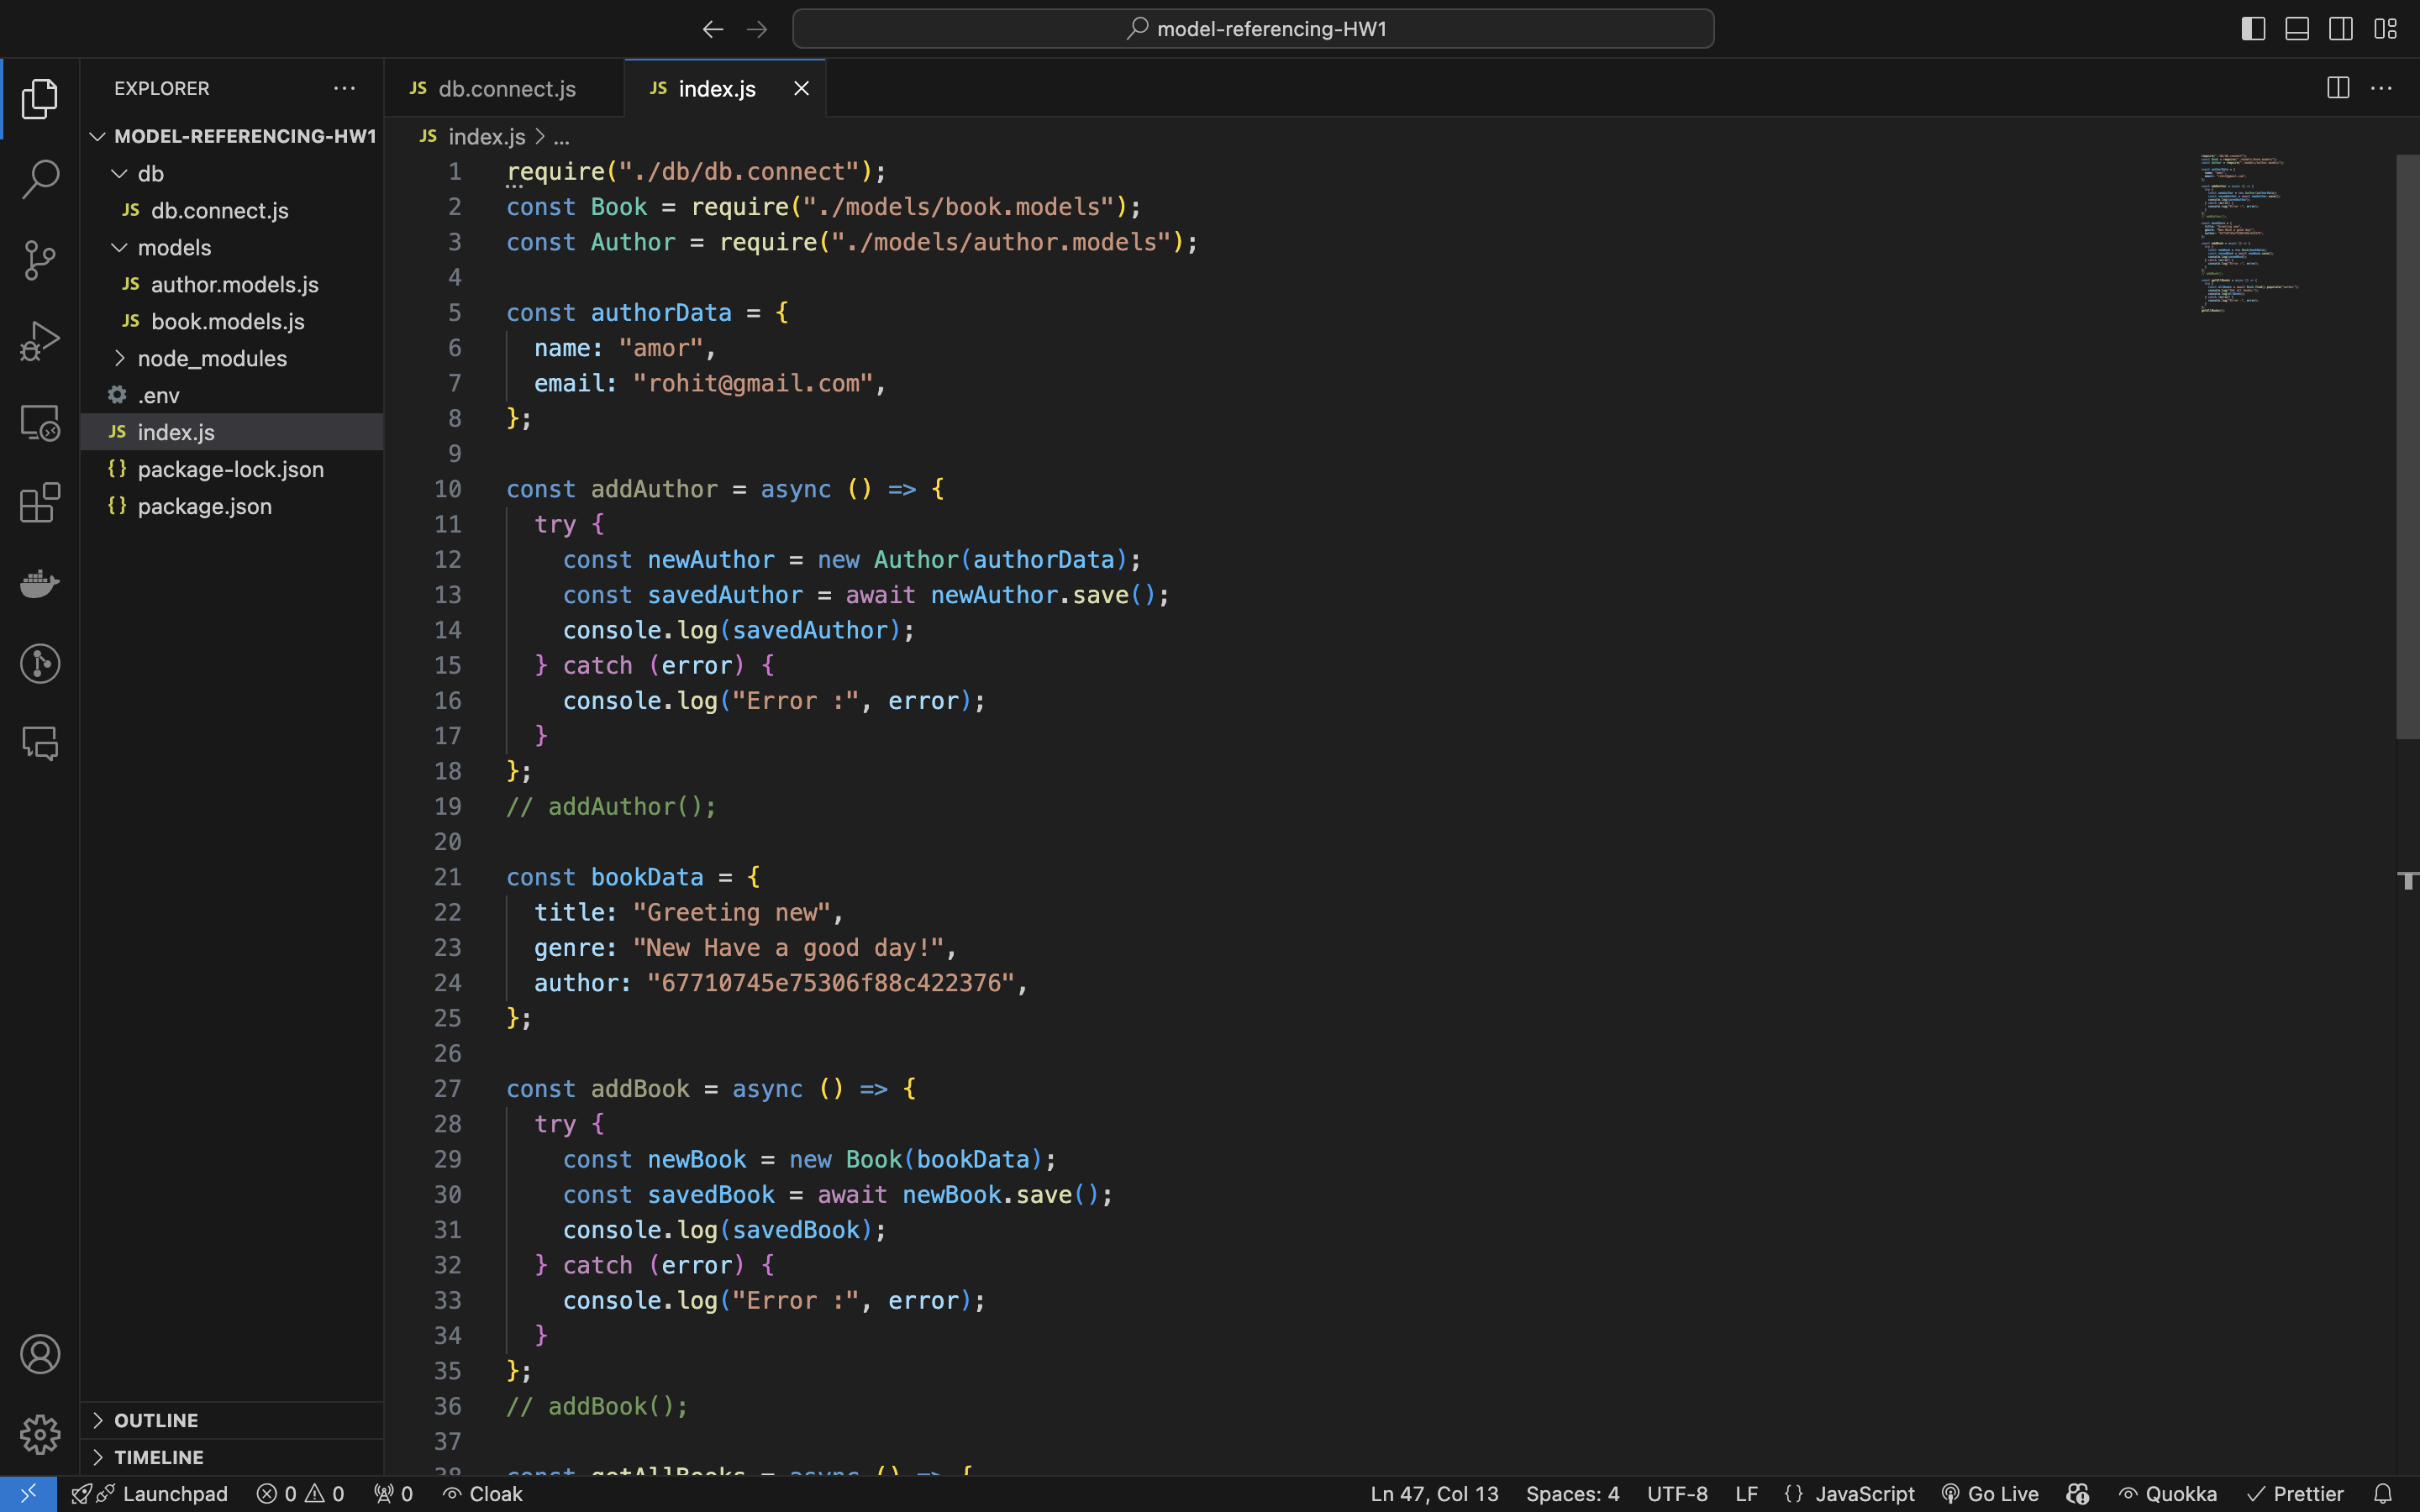 model-referencing-HW1
EXPLORER
MODEL-REFERENCING-HW1
db
JS db.connect.js
models
JS author.models.js
JS book.models.js
node_modules
.env
JS index.js
{} package-lock.json
{} package.json
OUTLINE
TIMELINE
JS db.connect.js
JS index.js
JS index.js > ...
1 require("./db/db.connect");
2 const Book = require("./models/book.models");
3 const Author = require("./models/author.models");
4
5 const authorData = {
6 name: "amor",
7 email: "rohit@gmail.com",
8 };
9
10 const addAuthor = async () => {
11 try {
12 const newAuthor = new Author(authorData);
13 const savedAuthor = await newAuthor.save();
14 console.log(savedAuthor);
15 } catch (error) {
16 console.log("Error :", error);
17 }
18 };
19 // addAuthor();
20
21 const bookData = {
22 title: "Greeting new",
23 genre: "New Have a good day!",
24 author: "67710745e75306f88c422376",
25 };
26
27 const addBook = async () => {
28 try {
29 const newBook = new Book(bookData);
30 const savedBook = await newBook.save();
31 console.log(savedBook);
32 } catch (error) {
33 console.log("Error :", error);
34 }
35 };
36 // addBook();
37
38 const getAllBooks = async () => {
Launchpad 0 0 0 Cloak Ln 47, Col 13 Spaces: 4 UTF-8 LF {} JavaScript Go Live Quokka Prettier